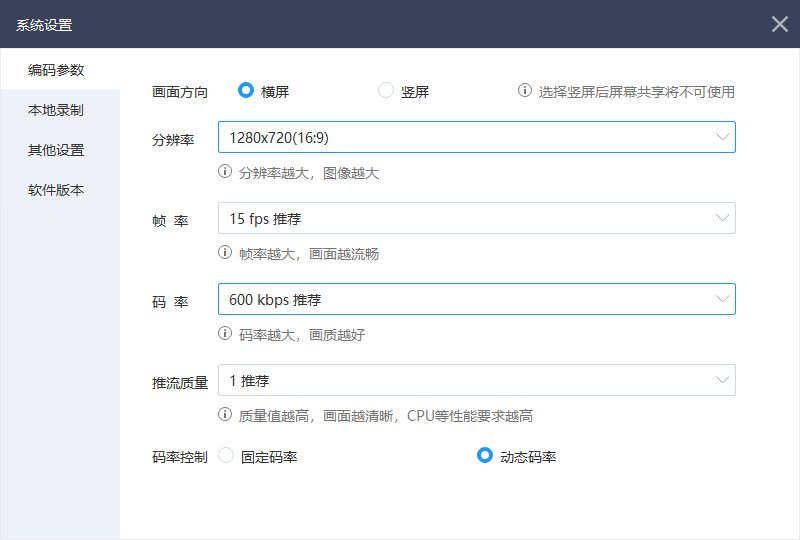 系统设置
编码参数
本地录制
其他设置
软件版本
画面方向 横屏 竖屏 选择竖屏后屏幕共享将不可使用
分辨率 1280x720(16:9)
分辨率越大，图像越大
帧 率 15 fps 推荐
帧率越大，画面越流畅
码 率 600 kbps 推荐
码率越大，画质越好
推流质量 1 推荐
质量值越高，画面越清晰，CPU等性能要求越高
码率控制 固定码率 动态码率